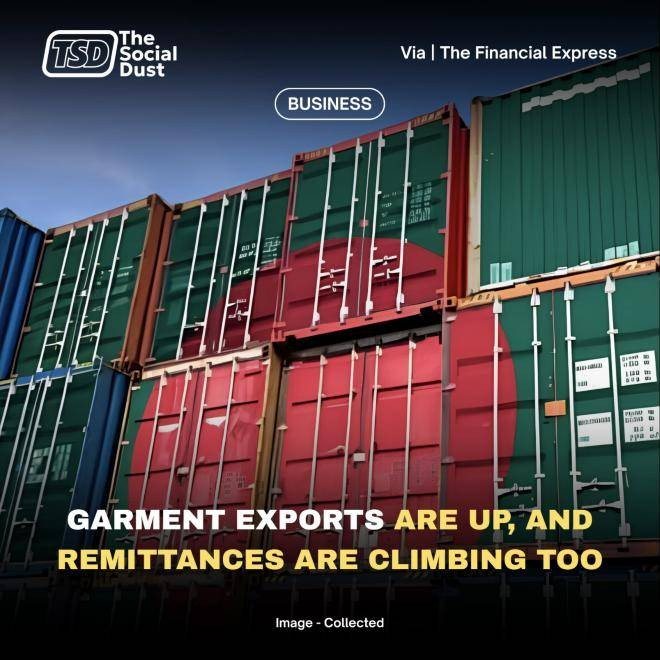 TSD The Social Dust
Via | The Financial Express
BUSINESS
GARMENT EXPORTS ARE UP, AND
REMITTANCES ARE CLIMBING TOO
Image - Collected